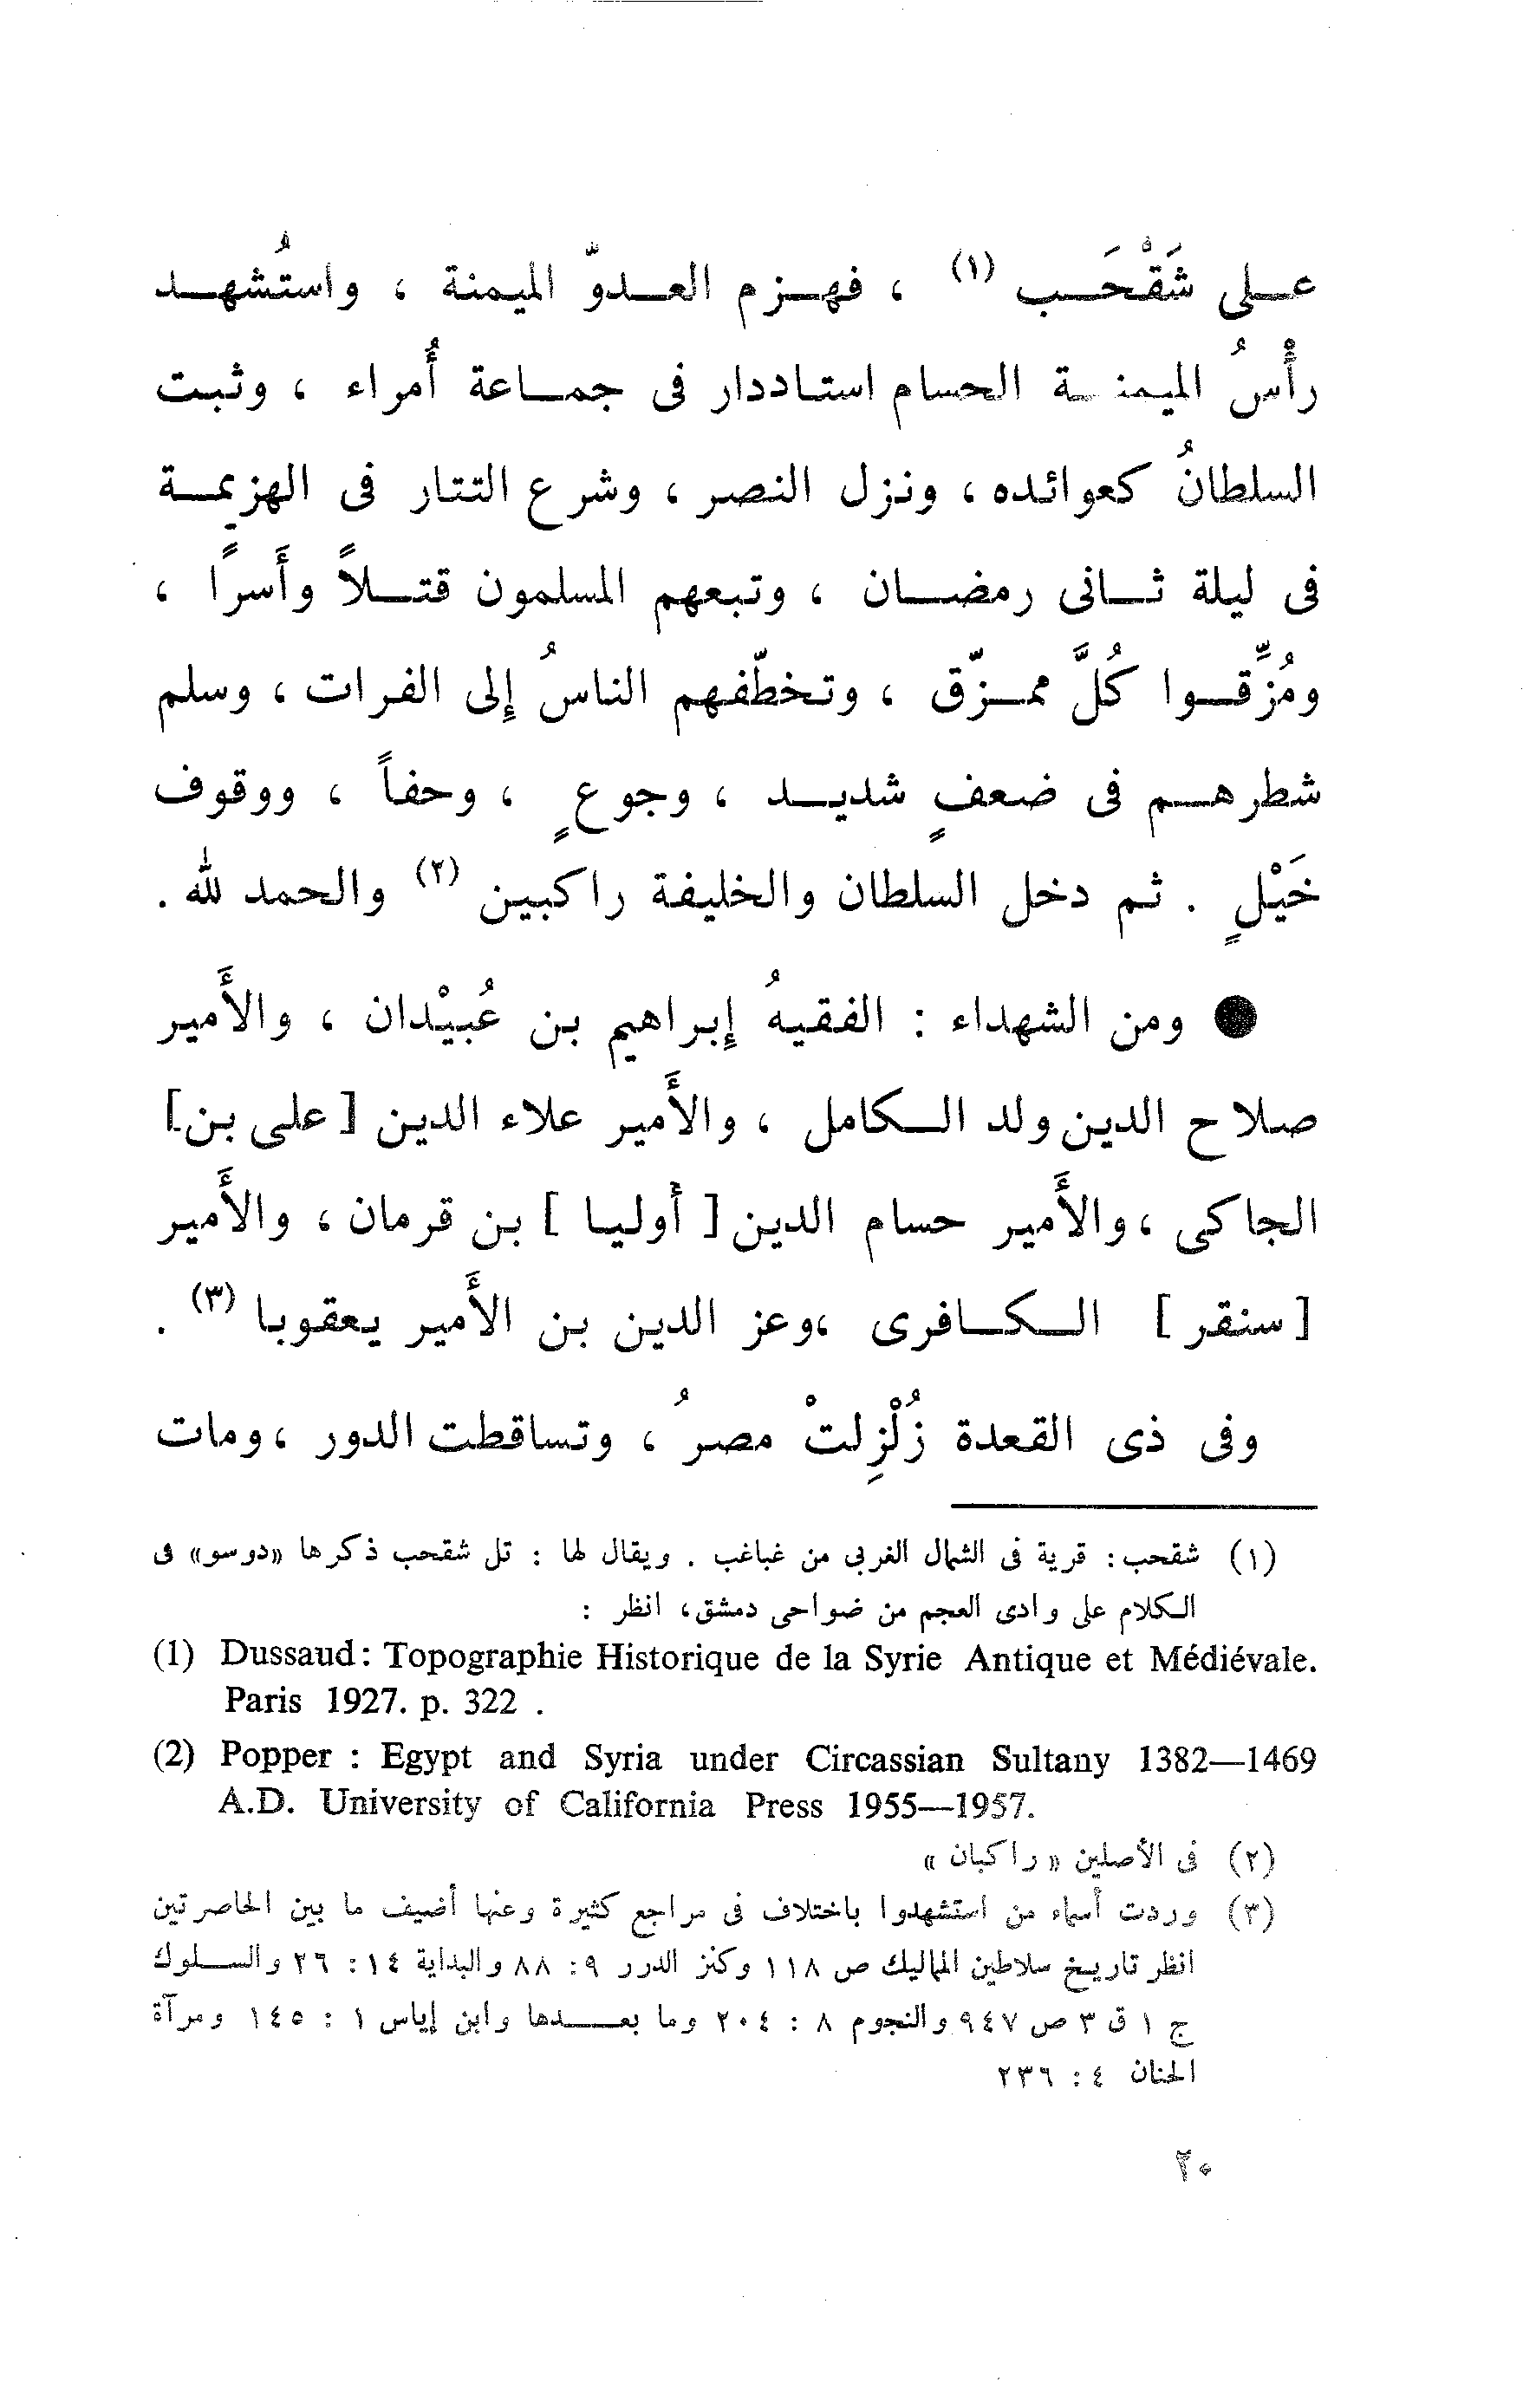 على شَقْحَب (١) ، فهزم العدوّ الميمنة ، واستُشهد
رأْسُ الميمنة الحسام استاددار فى جماعة أُمراء ، وثبت
السلطانُ كعوائده ، ونزل النصر ، وشرع التتار فى الهزيمة
فى ليلة ثانى رمضان ، وتبعهم المسلمون قتلاً وأَسرًا ،
ومُزِّقوا كُلَّ ممزّق ، وتخطّفهم الناسُ إلى الفرات ، وسلم
شطرهم فى ضعفٍ شديد ، وجوعٍ ، وحفاً ، ووقوف
خَيْلٍ . ثم دخل السلطان والخليفة راكبين (٢) والحمد لله .
● ومن الشهداء : الفقيهُ إبراهيم بن عُبيْدان ، والأَمير
صلاح الدين ولد الكامل ، والأَمير علاء الدين [على بن]
الجاكى ، والأَمير حسام الدين [ أوليا ] بن قرمان ، والأَمير
[ سنقر ] الكافرى ، وعز الدين بن الأَمير يعقوبا (٣) .
وفى ذى القعدة زُلْزِلتْ مصرُ ، وتساقطت الدور ، ومات
(١) شقحب : قرية فى الشمال الغربى من غباغب . ويقال لها : تل شقحب ذكرها «دوسو» فى
الكلام على وادى العجم من ضواحى دمشق، انظر :
(1) Dussaud: Topographie Historique de la Syrie Antique et Médiévale.
Paris 1927. p. 322 .
(2) Popper : Egypt and Syria under Circassian Sultany 1382—1469
A.D. University of California Press 1955—1957.
(٢) فى الأصلين « راكبان »
(٣) وردت أسماء من استشهدوا باختلاف فى مراجع كثيرة وعنها أضيف ما بين الحاصرتين
انظر تاريخ سلاطين المماليك ص ١١٨ وكنز الدرر ٩: ٨٨ والبداية ١٤: ٢٦ والسلوك
ج ١ ق ٣ ص ٩٤٧ والنجوم ٨ : ٢٠٤ وما بعدها وابن إياس ١ : ١٤٥ ومرآة
الجنان ٤ : ٢٣٦
٢٠